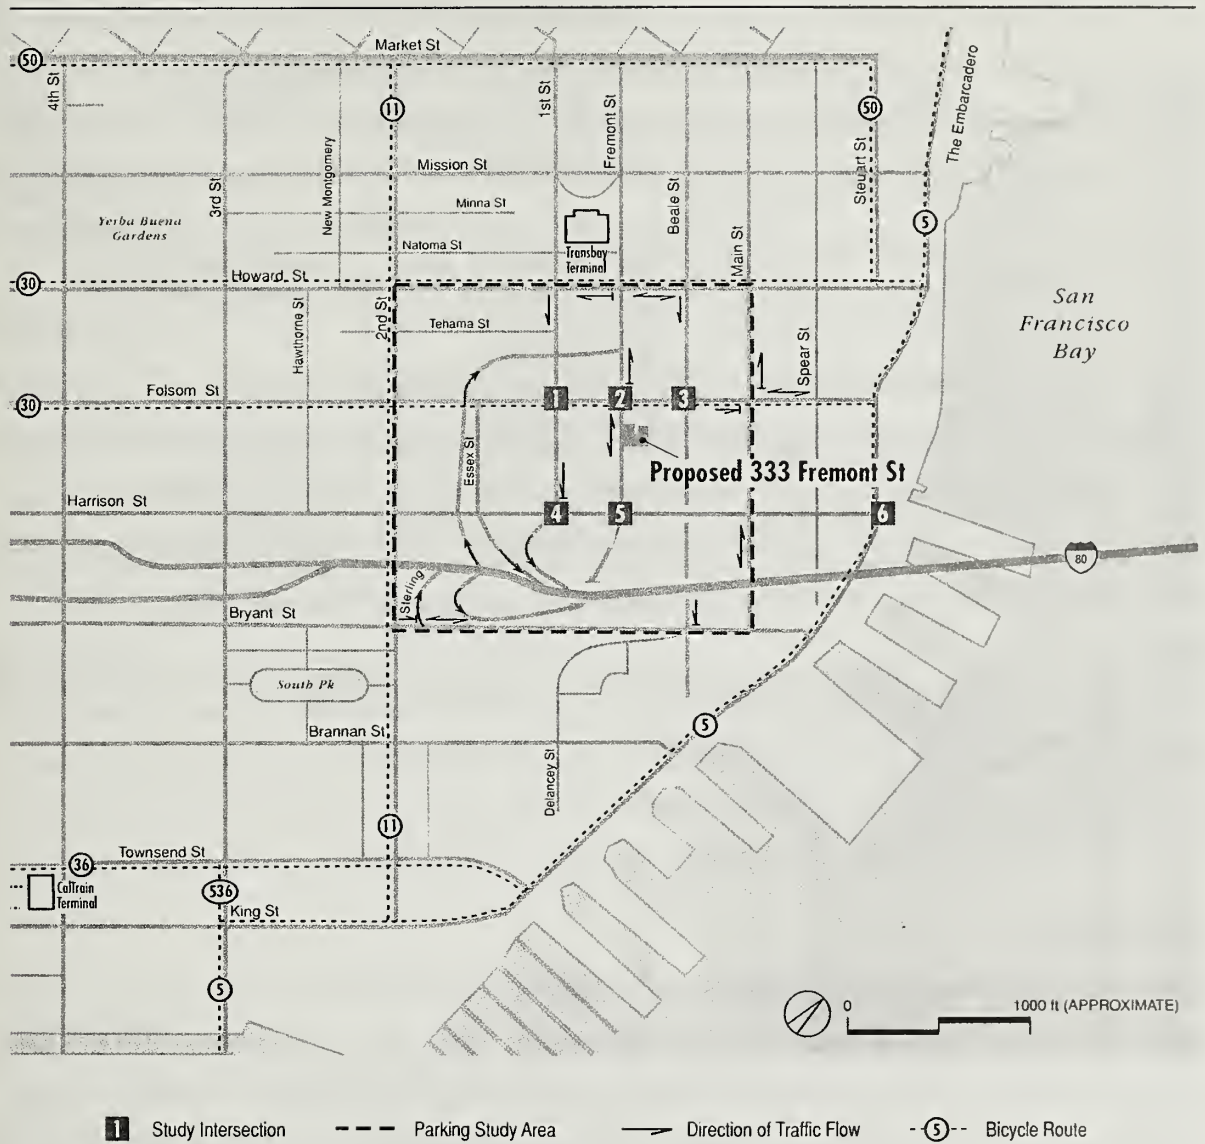 Market St
50
4th St
11
1st St
Fremont St
50
The Embarcadero
Mission St
3rd St
New Montgomery
Minna St
Beale St
Steuart St
Yerba Buena
Gardens
Natoma St
Transbay
Terminal
Main St
5
30
Howard St
San
Francisco
Bay
Hawthorne St
2nd St
Tehama St
Spear St
Folsom St
30
1
2
3
Essex St
Proposed 333 Fremont St
Harrison St
4
5
6
80
Sterling
Bryant St
South Pk
Brannan St
5
Delancey St
11
Townsend St
36
CalTrain
Terminal
536
King St
5
0
1000 ft (APPROXIMATE)
1 Study Intersection
Parking Study Area
Direction of Traffic Flow
5 Bicycle Route